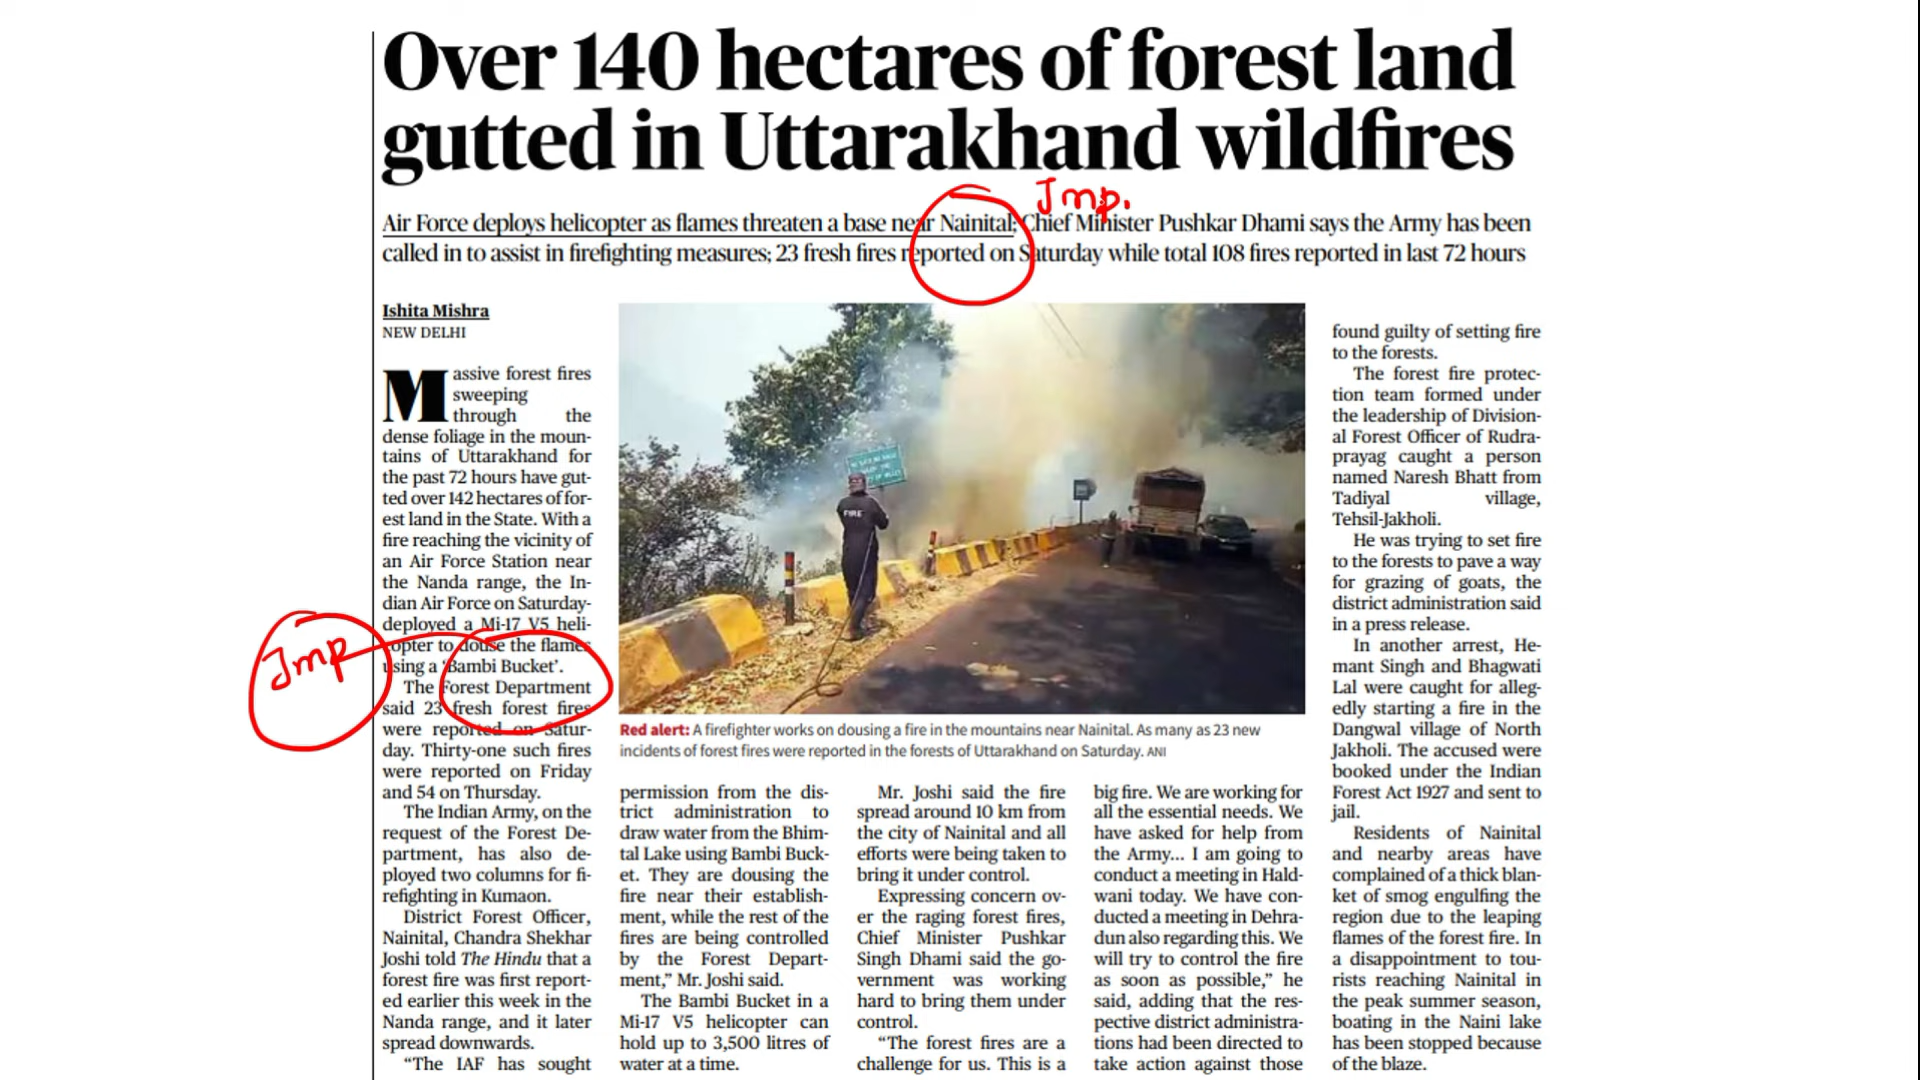 Over 140 hectares of forest land
gutted in Uttarakhand wildfires
Jmp.
Air Force deploys helicopter as flames threaten a base near Nainital; Chief Minister Pushkar Dhami says the Army has been
called in to assist in firefighting measures; 23 fresh fires reported on Saturday while total 108 fires reported in last 72 hours
Ishita Mishra
NEW DELHI
Massive forest fires
sweeping
through the
dense foliage in the moun-
tains of Uttarakhand for
the past 72 hours have gut-
ted over 142 hectares of for-
est land in the State. With a
fire reaching the vicinity of
an Air Force Station near
the Nanda range, the In-
dian Air Force on Saturday-
deployed a Mi-17 V5 heli-
copter to douse the flames
using a ‘Bambi Bucket’.
Jmp
The Forest Department
said 23 fresh forest fires
were reported on Satur-
day. Thirty-one such fires
were reported on Friday
and 54 on Thursday.
The Indian Army, on the
request of the Forest De-
partment, has also de-
ployed two columns for fi-
refighting in Kumaon.
District Forest Officer,
Nainital, Chandra Shekhar
Joshi told The Hindu that a
forest fire was first report-
ed earlier this week in the
Nanda range, and it later
spread downwards.
“The IAF has sought
FIRE
Red alert: A firefighter works on dousing a fire in the mountains near Nainital. As many as 23 new
incidents of forest fires were reported in the forests of Uttarakhand on Saturday. ANI
permission from the dis-
trict administration to
draw water from the Bhim-
tal Lake using Bambi Buck-
et. They are dousing the
fire near their establish-
ment, while the rest of the
fires are being controlled
by the Forest Depart-
ment,” Mr. Joshi said.
The Bambi Bucket in a
Mi-17 V5 helicopter can
hold up to 3,500 litres of
water at a time.
Mr. Joshi said the fire
spread around 10 km from
the city of Nainital and all
efforts were being taken to
bring it under control.
Expressing concern ov-
er the raging forest fires,
Chief Minister Pushkar
Singh Dhami said the go-
vernment was working
hard to bring them under
control.
“The forest fires are a
challenge for us. This is a
big fire. We are working for
all the essential needs. We
have asked for help from
the Army... I am going to
conduct a meeting in Hald-
wani today. We have con-
ducted a meeting in Dehra-
dun also regarding this. We
will try to control the fire
as soon as possible,” he
said, adding that the res-
pective district administra-
tions had been directed to
take action against those
found guilty of setting fire
to the forests.
The forest fire protec-
tion team formed under
the leadership of Division-
al Forest Officer of Rudra-
prayag caught a person
named Naresh Bhatt from
Tadiyal village,
Tehsil-Jakholi.
He was trying to set fire
to the forests to pave a way
for grazing of goats, the
district administration said
in a press release.
In another arrest, He-
mant Singh and Bhagwati
Lal were caught for alleg-
edly starting a fire in the
Dangwal village of North
Jakholi. The accused were
booked under the Indian
Forest Act 1927 and sent to
jail.
Residents of Nainital
and nearby areas have
complained of a thick blan-
ket of smog engulfing the
region due to the leaping
flames of the forest fire. In
a disappointment to tou-
rists reaching Nainital in
the peak summer season,
boating in the Naini lake
has been stopped because
of the blaze.